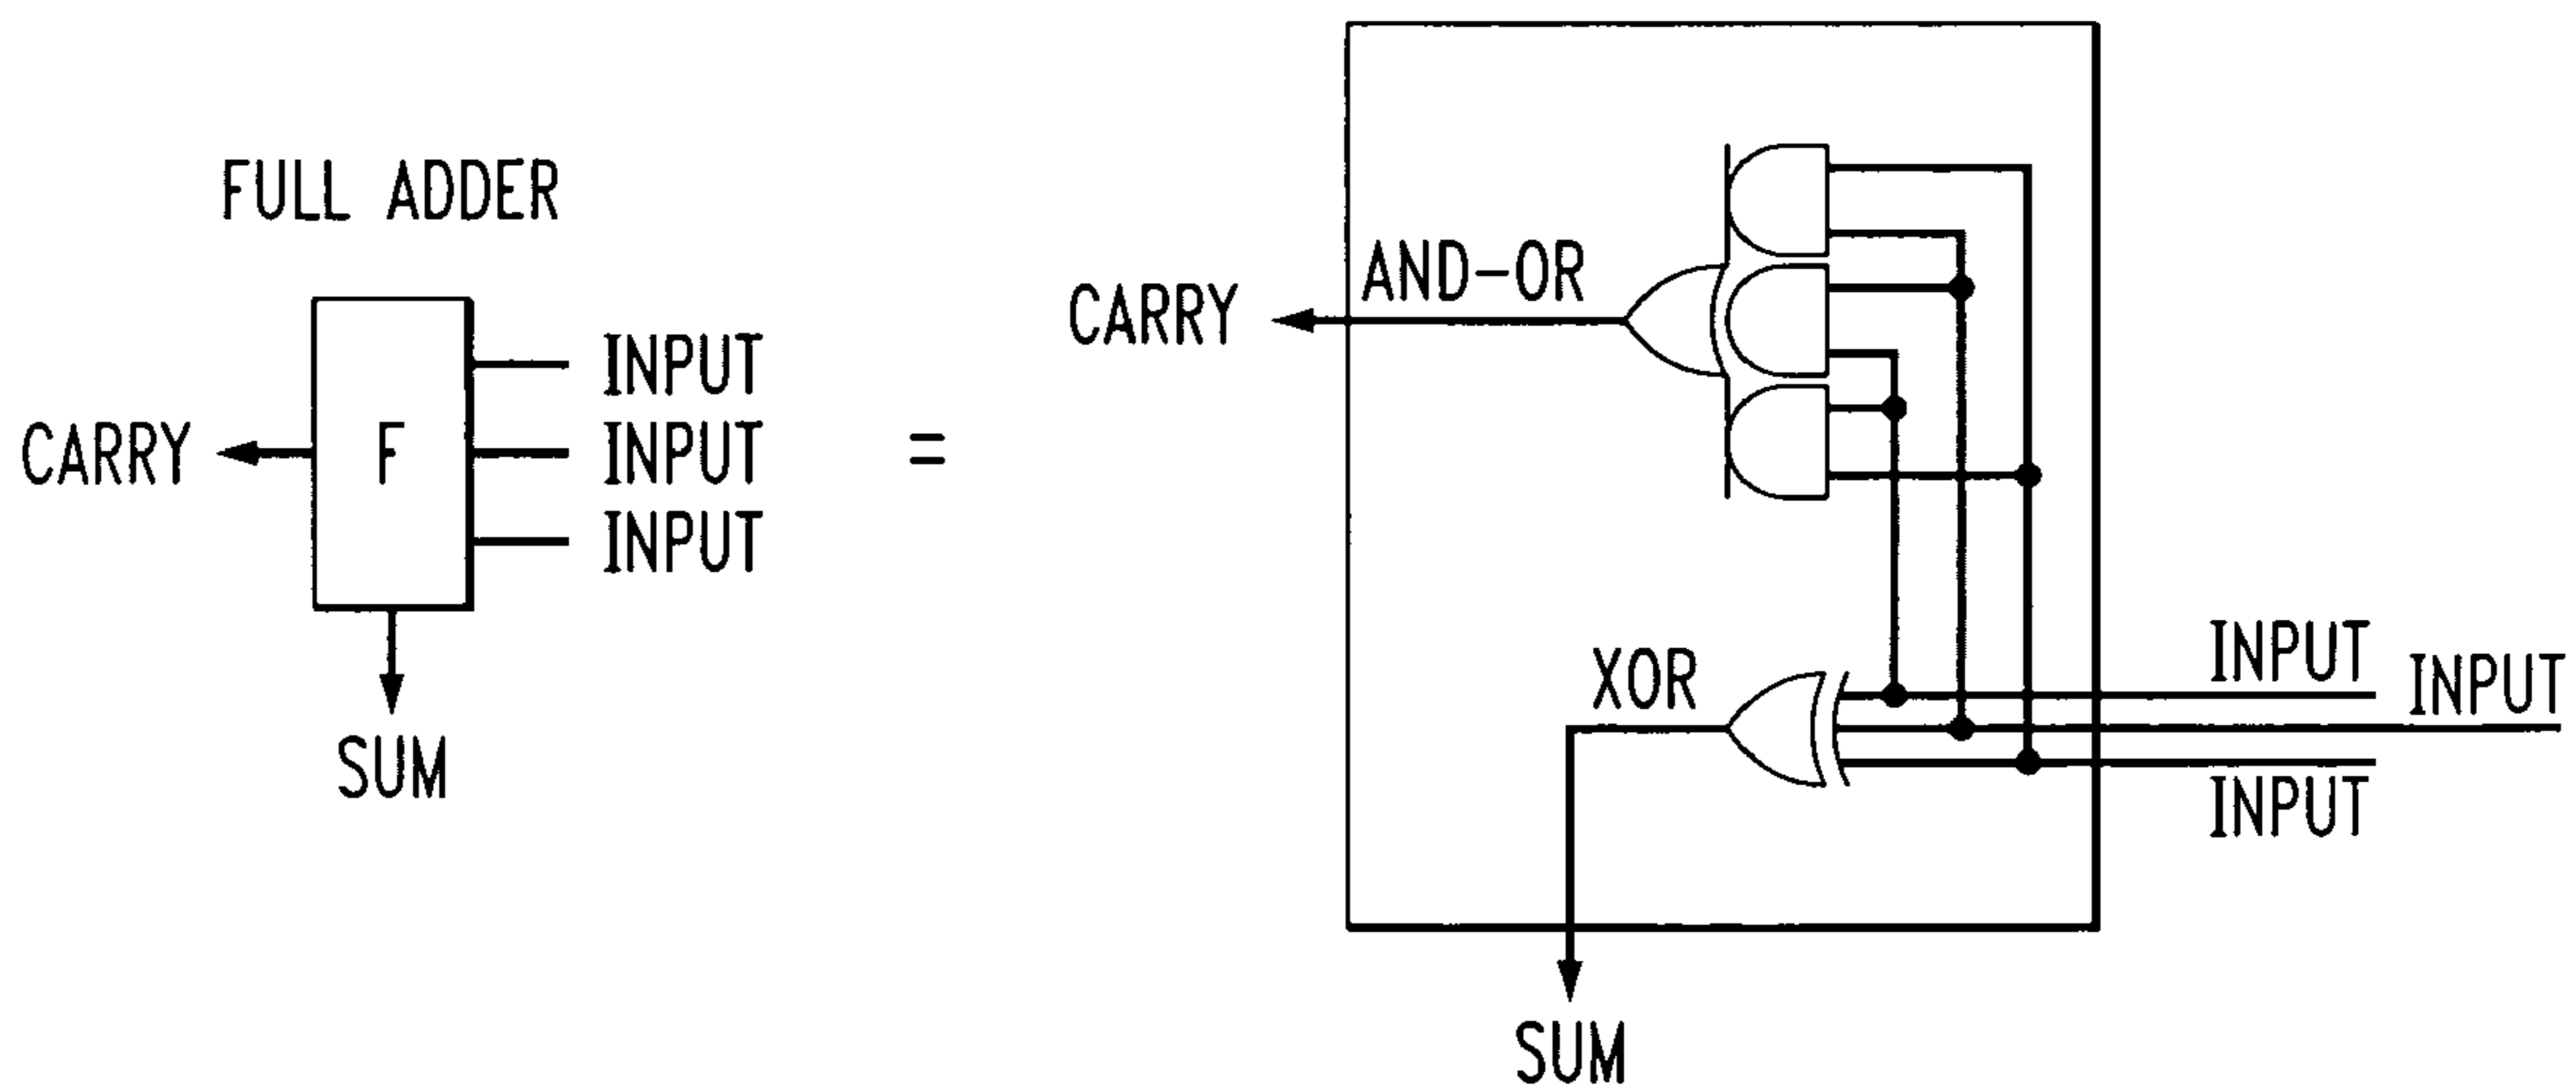 FULL ADDER
CARRY
F
INPUT
INPUT
INPUT
SUM
=
CARRY
AND-OR
XOR
INPUT
INPUT
INPUT
SUM